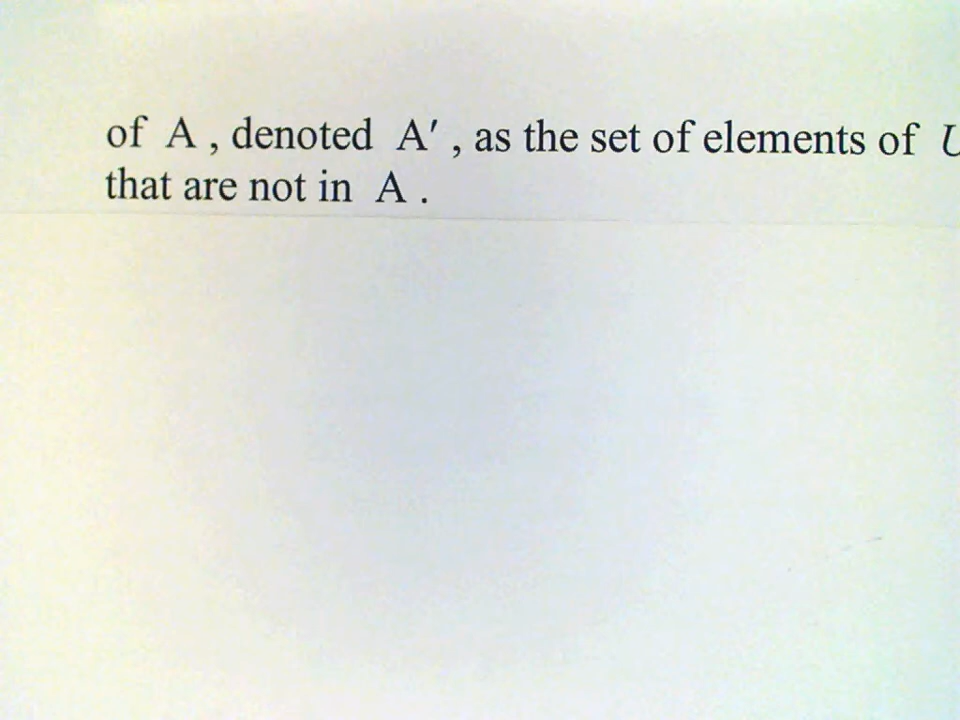 of A , denoted A′ , as the set of elements of U
that are not in A .